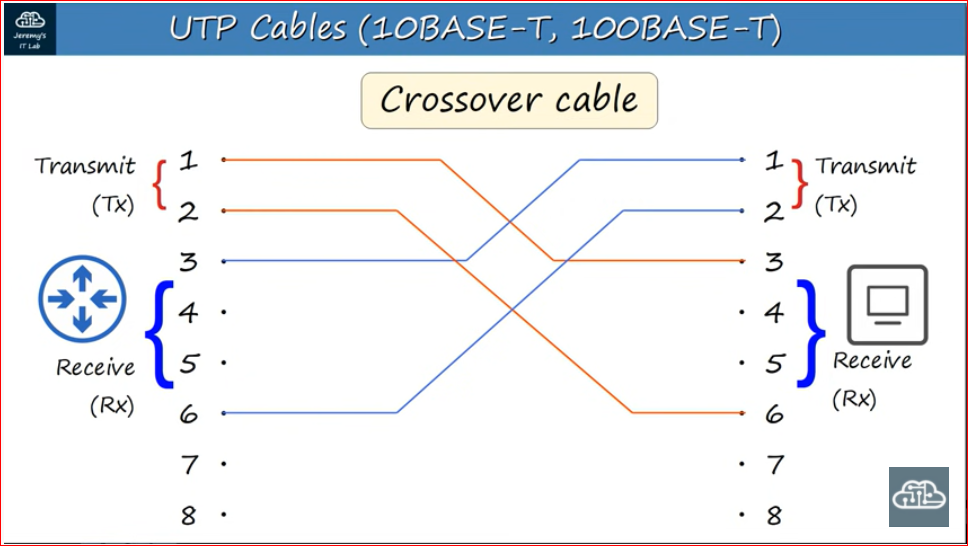 Jeremy's
IT Lab
UTP Cables (10BASE-T, 100BASE-T)
Crossover cable
Transmit
(Tx)
1
2
3
4
5
6
7
8
Receive
(Rx)
1
2
3
4
5
6
7
8
Transmit
(Tx)
Receive
(Rx)